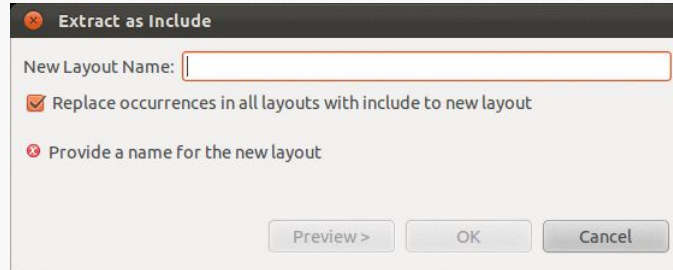 Extract as Include
New Layout Name:
Replace occurrences in all layouts with include to new layout
Provide a name for the new layout
Preview > OK Cancel